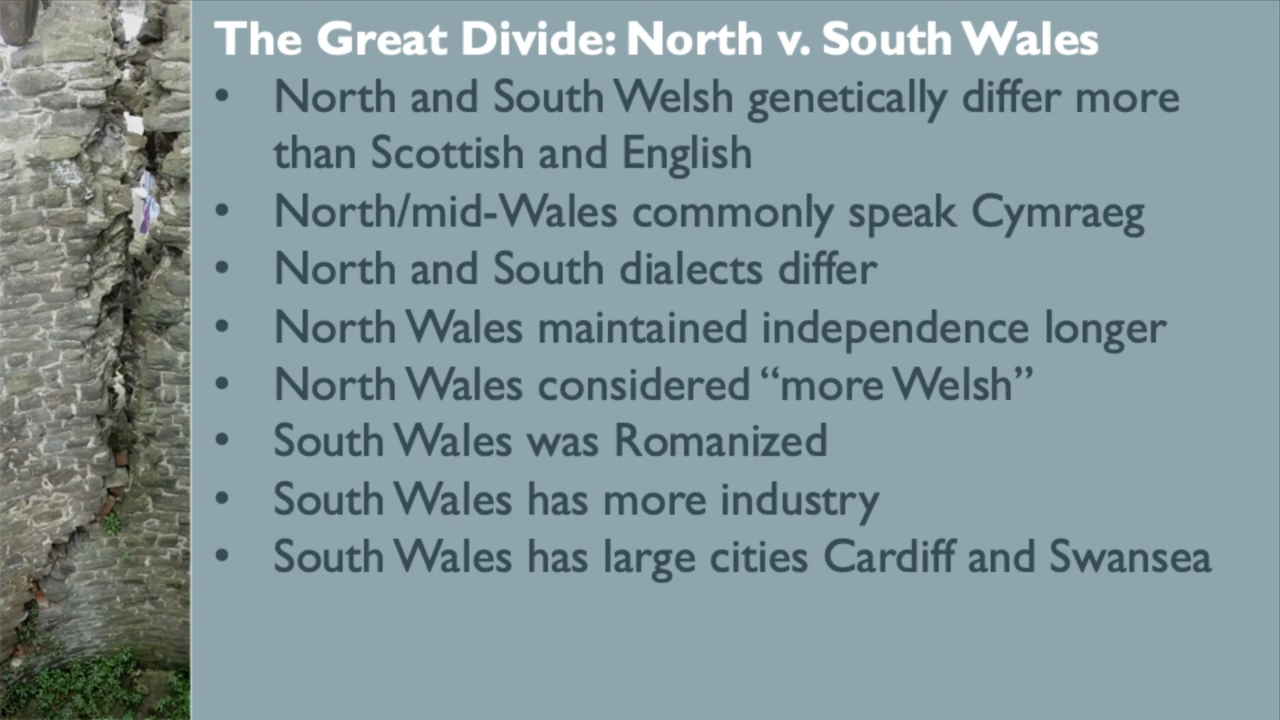 The Great Divide: North v. South Wales
• North and South Welsh genetically differ more
than Scottish and English
• North/mid-Wales commonly speak Cymraeg
• North and South dialects differ
• North Wales maintained independence longer
• North Wales considered “more Welsh”
• South Wales was Romanized
• South Wales has more industry
• South Wales has large cities Cardiff and Swansea